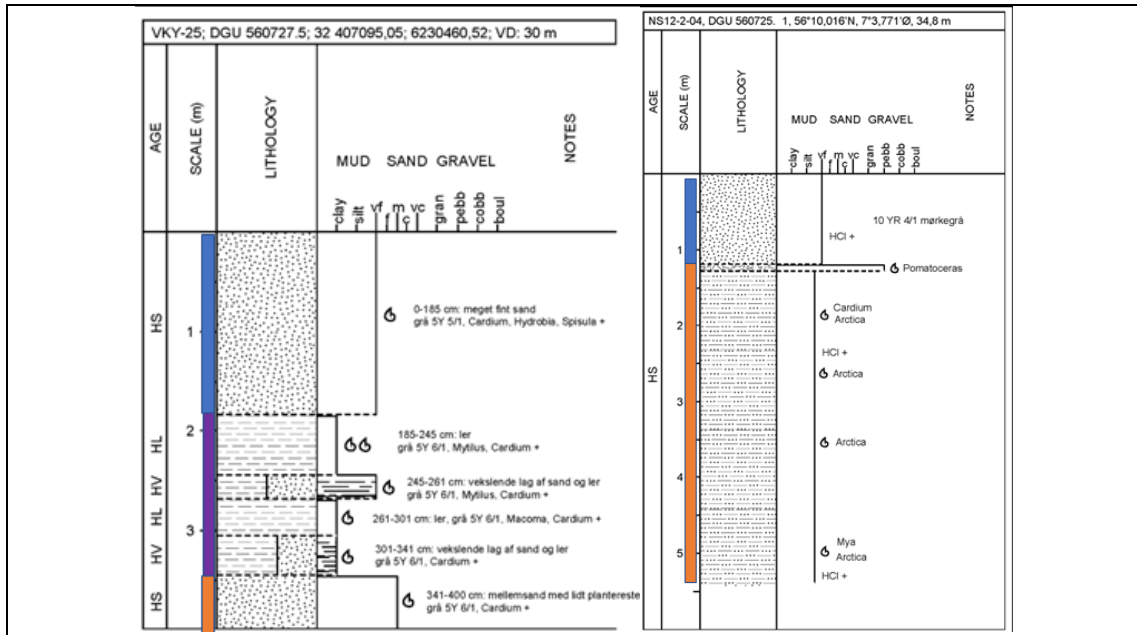 VKY-25; DGU 560727.5; 32 407095,05; 6230460,52; VD: 30 m
AGE
SCALE (m)
LITHOLOGY
MUD SAND GRAVEL
NOTES
clay
silt
vf
f
m
c
vc
gran
pebb
cobb
boul
HS
1
0-185 cm: meget fint sand
grå 5Y 5/1, Cardium, Hydrobia, Spisula +
2
HL
185-245 cm: ler
grå 5Y 6/1, Mytilus, Cardium +
HV
245-261 cm: vekslende lag af sand og ler
grå 5Y 6/1, Mytilus, Cardium +
HL
261-301 cm: ler, grå 5Y 6/1, Macoma, Cardium +
3
HV
301-341 cm: vekslende lag af sand og ler
grå 5Y 6/1, Cardium +
HS
341-400 cm: mellemsand med lidt plantereste
grå 5Y 6/1, Cardium +
NS12-2-04, DGU 560725. 1, 56°10,016'N, 7°3,771'Ø, 34,8 m
AGE
SCALE (m)
LITHOLOGY
MUD SAND GRAVEL
NOTES
clay
silt
vf
f
m
c
vc
gran
pebb
cobb
boul
10 YR 4/1 mørkegrå
HCl +
1
Pomatoceras
Cardium
Arctica
2
HCl +
Arctica
HS
3
Arctica
4
Mya
Arctica
5
HCl +